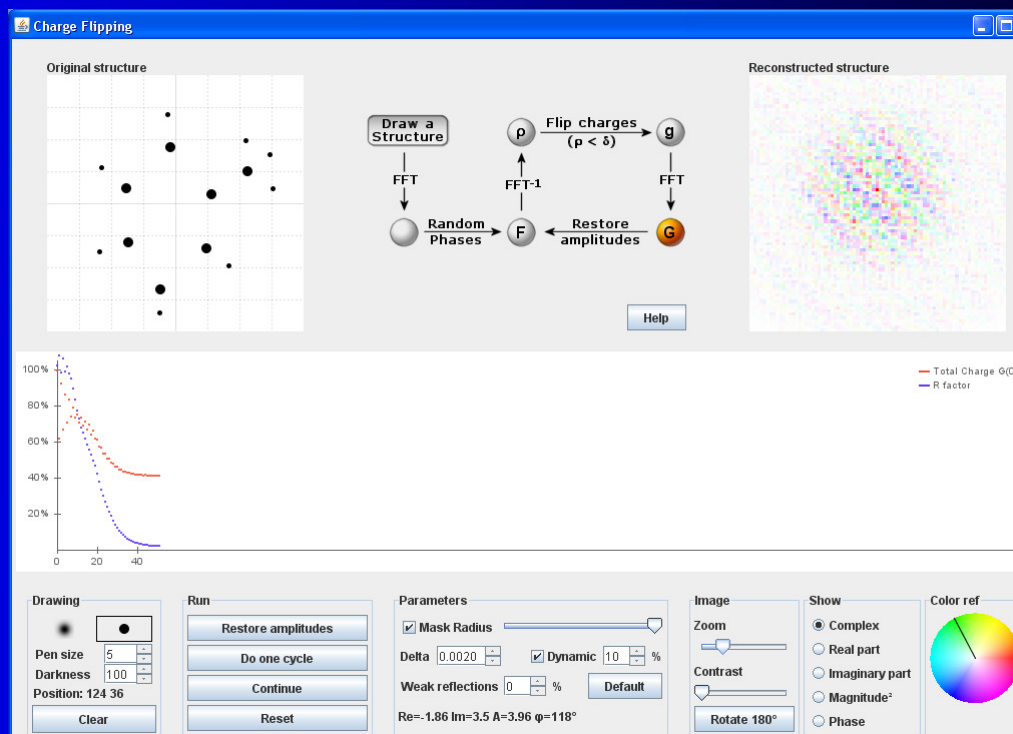 Charge Flipping
Original structure
Reconstructed structure
Draw a
Structure
ρ
Flip charges
(ρ < δ)
g
FFT
FFT-1
FFT
Random
Phases
F
Restore
amplitudes
G
Help
100%
80%
60%
40%
20%
0 20 40
Total Charge G(0
R factor
Drawing
Pen size 5
Darkness 100
Position: 124 36
Clear
Run
Restore amplitudes
Do one cycle
Continue
Reset
Parameters
Mask Radius
Delta 0.0020 Dynamic 10 %
Weak reflections 0 % Default
Re=-1.86 Im=3.5 A=3.96 φ=118°
Image
Zoom
Contrast
Rotate 180°
Show
Complex
Real part
Imaginary part
Magnitude²
Phase
Color ref